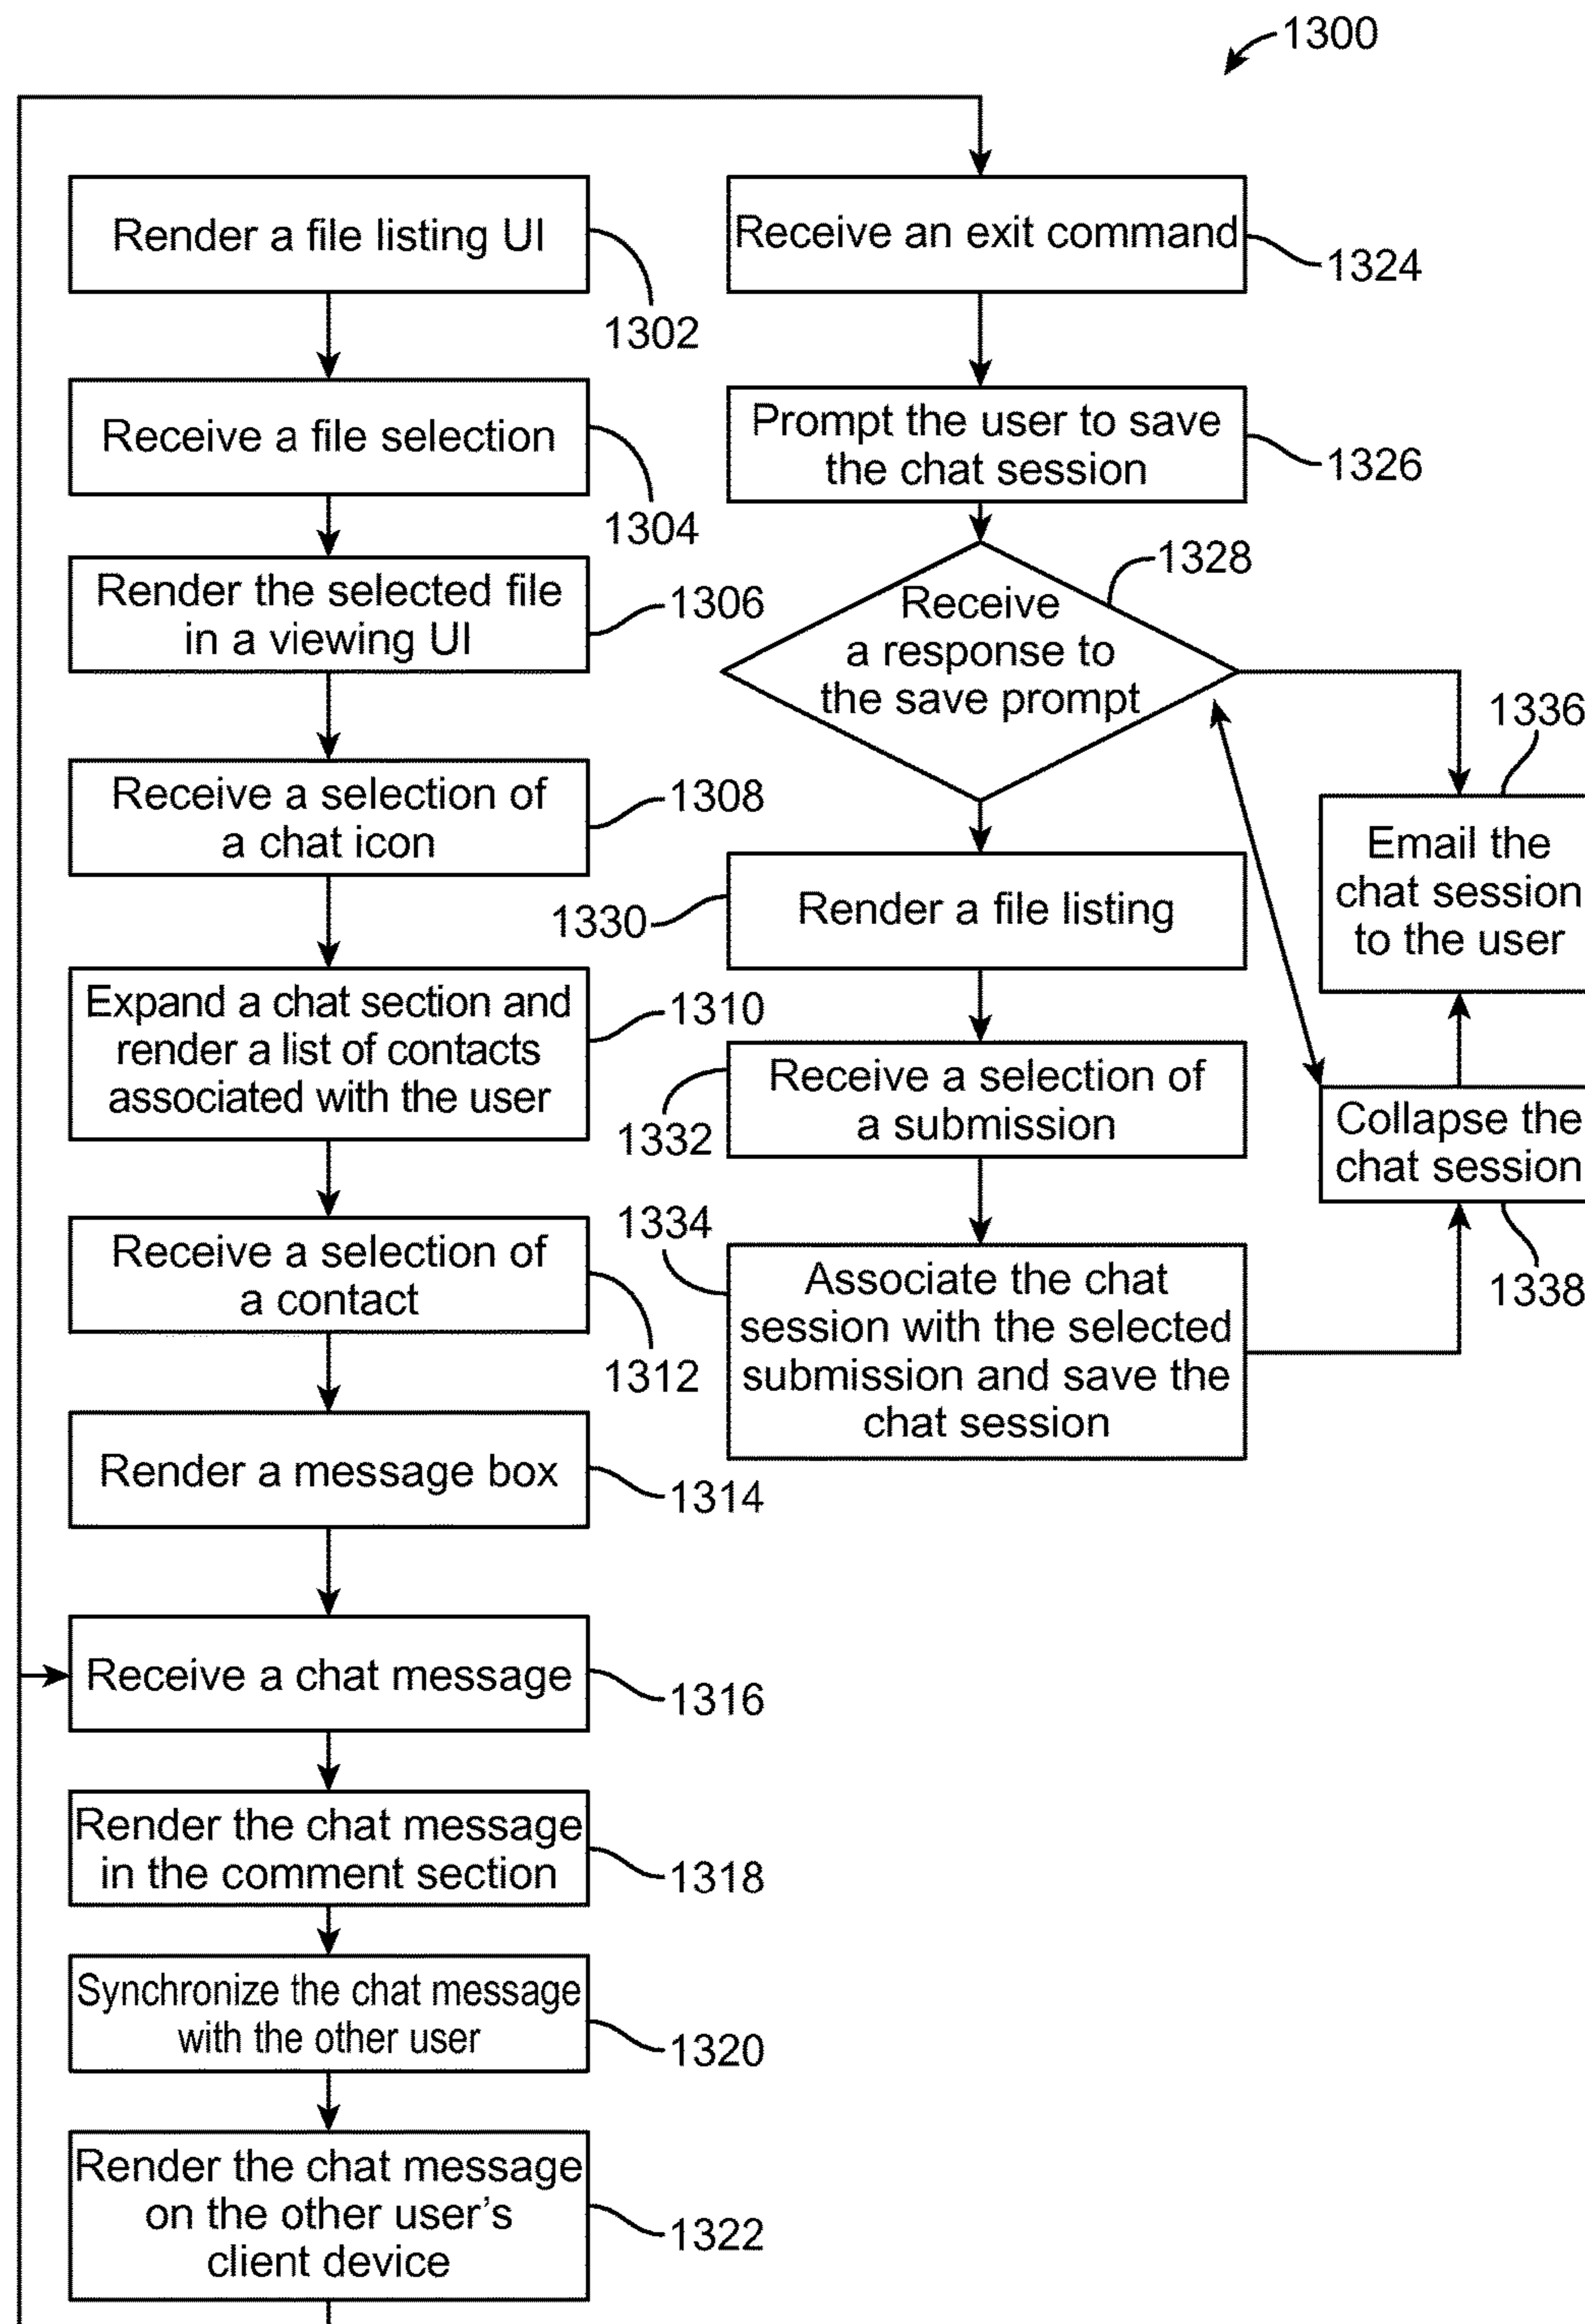 1300
Render a file listing UI
1302
Receive a file selection
1304
Render the selected file
in a viewing UI
1306
Receive a selection of
a chat icon
1308
Expand a chat section and
render a list of contacts
associated with the user
1310
Receive a selection of
a contact
1312
Render a message box
1314
Receive a chat message
1316
Render the chat message
in the comment section
1318
Synchronize the chat message
with the other user
1320
Render the chat message
on the other user's
client device
1322
Receive an exit command
1324
Prompt the user to save
the chat session
1326
Receive
a response to
the save prompt
1328
Render a file listing
1330
Receive a selection of
a submission
1332
Associate the chat
session with the selected
submission and save the
chat session
1334
1336
Email the
chat session
to the user
Collapse the
chat session
1338